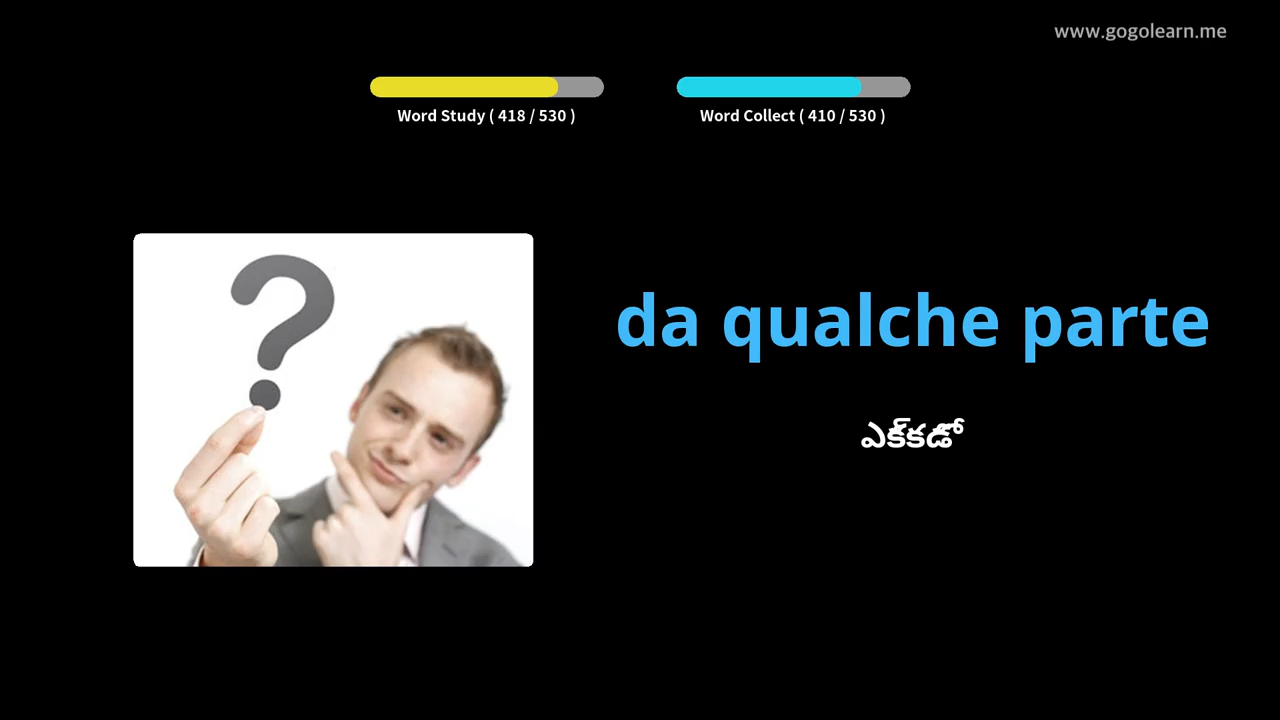 www.gogolearn.me
Word Study ( 418 / 530 )
Word Collect ( 410 / 530 )
da qualche parte
ఎక్కడో